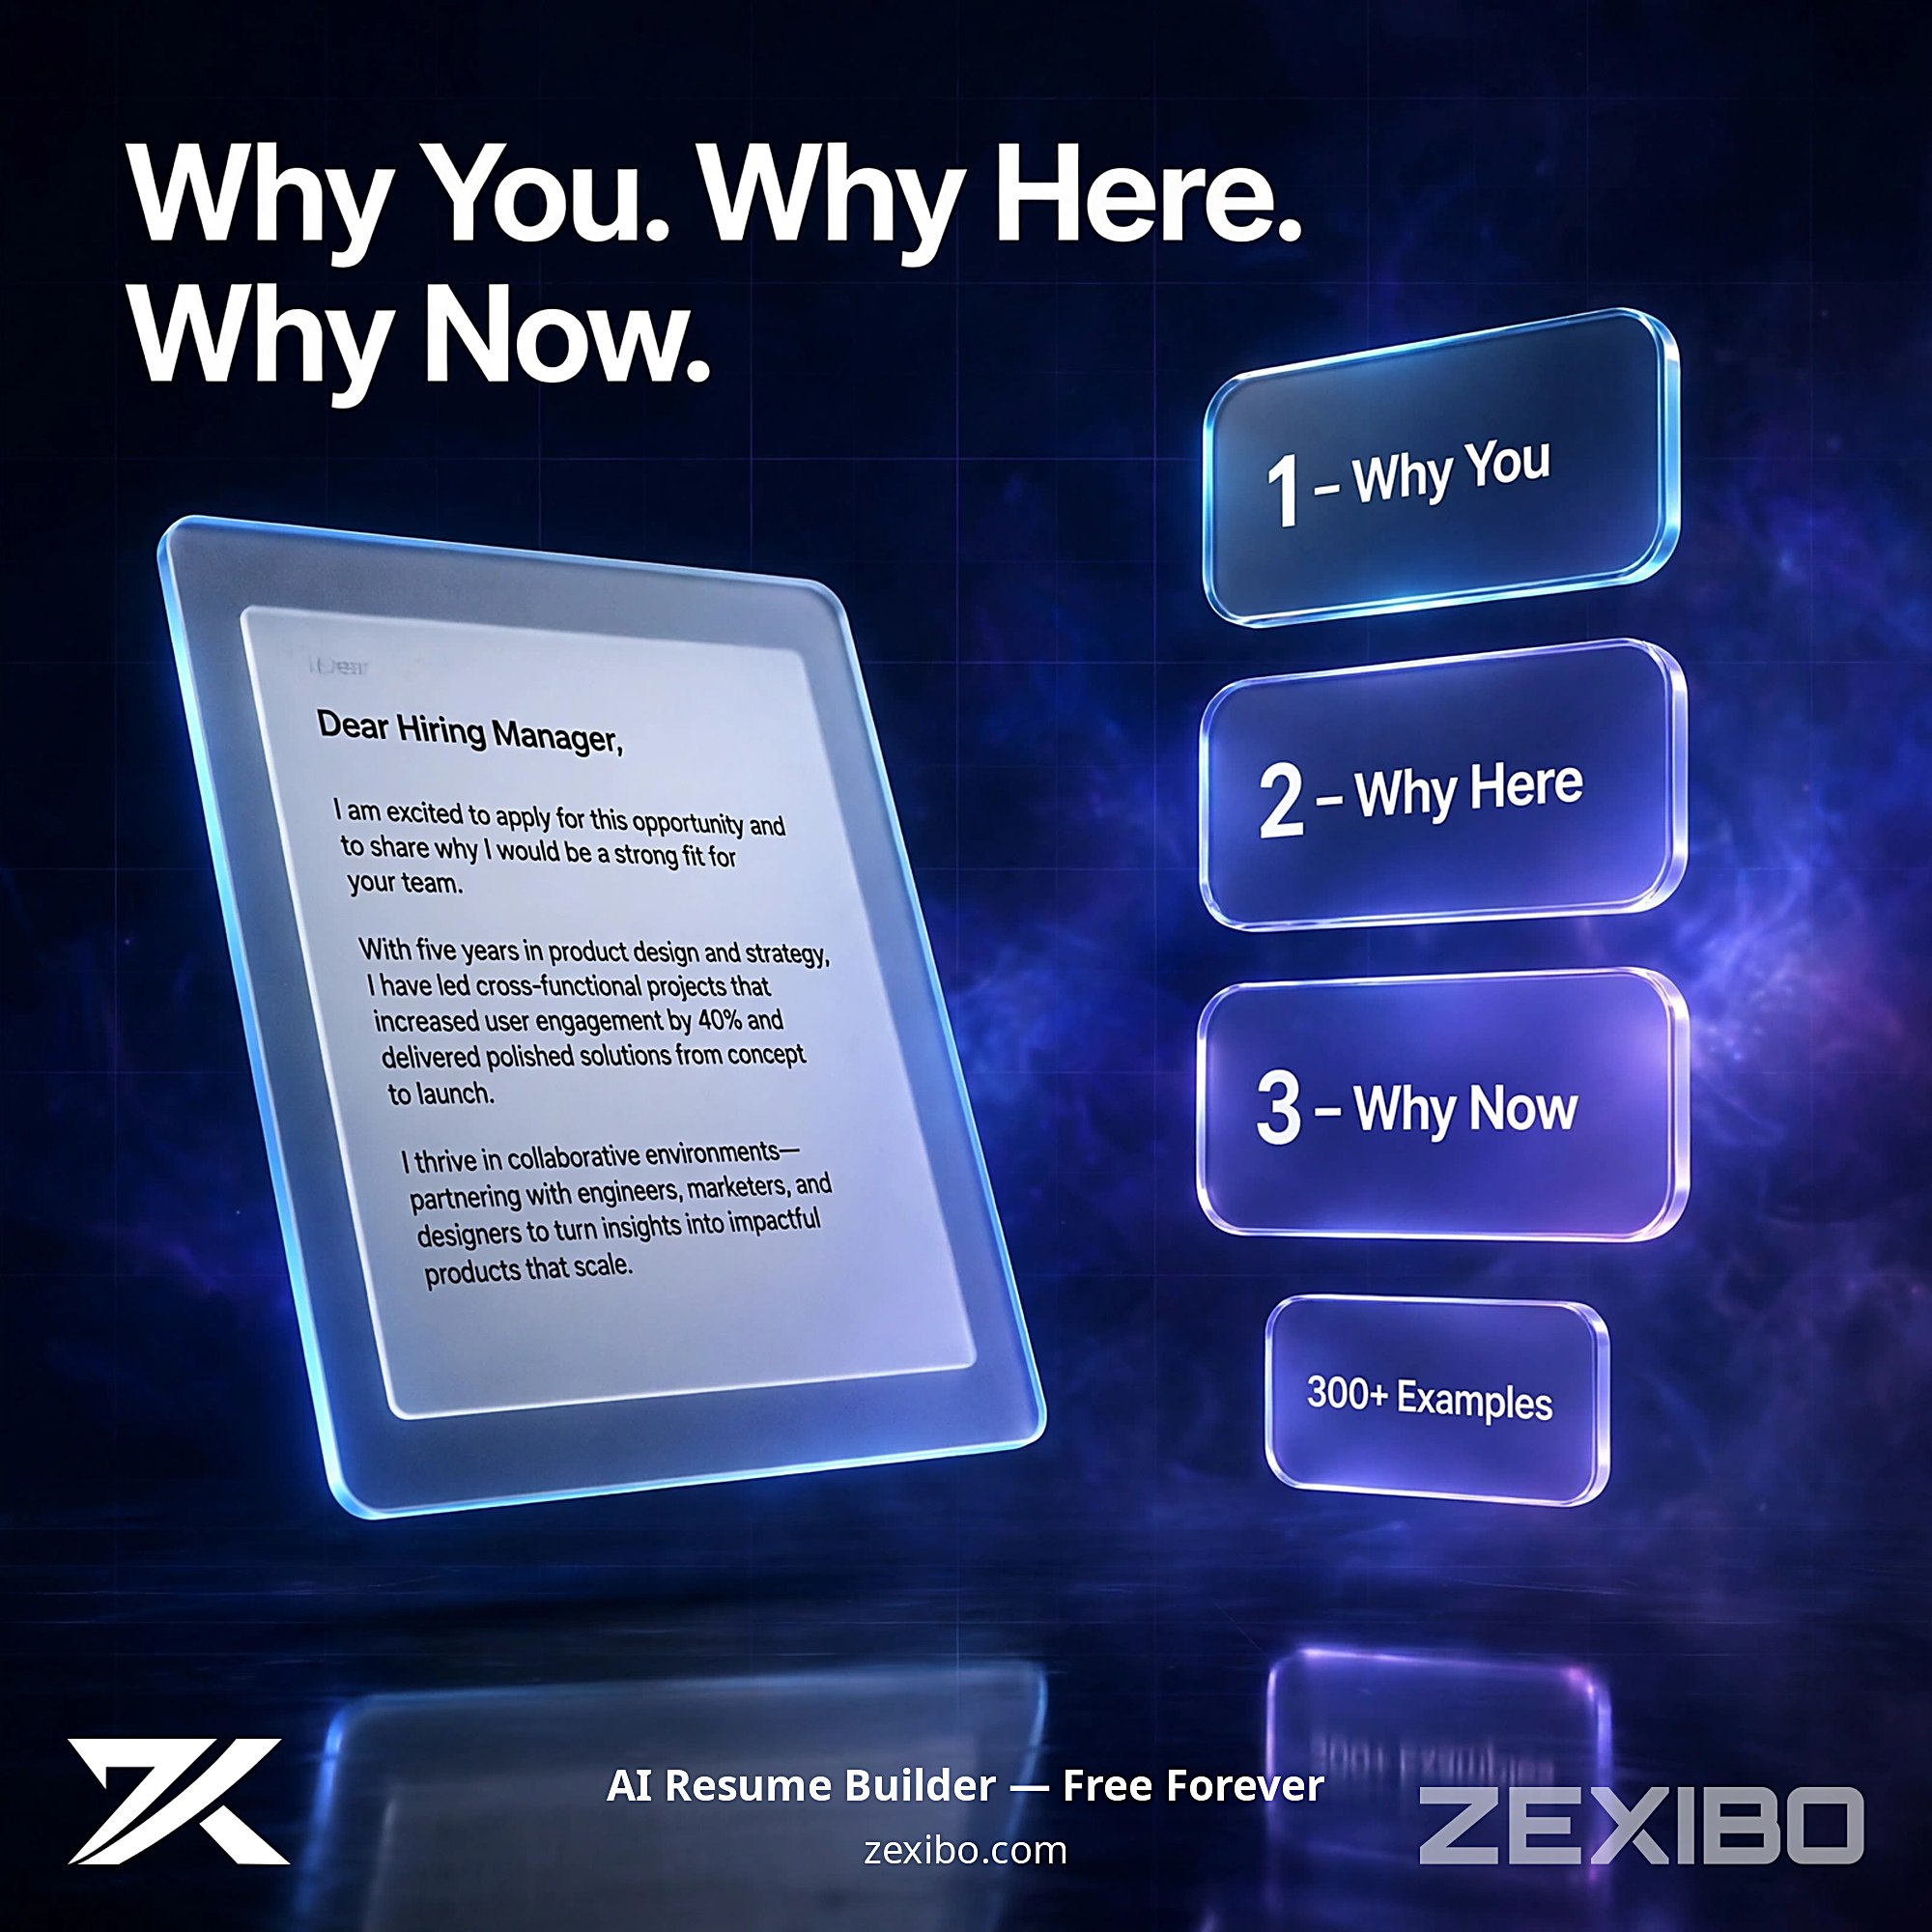 Why You. Why Here.
Why Now.
Dear Hiring Manager,
I am excited to apply for this opportunity and
to share why I would be a strong fit for
your team.
With five years in product design and strategy,
I have led cross-functional projects that
increased user engagement by 40% and
delivered polished solutions from concept
to launch.
I thrive in collaborative environments—
partnering with engineers, marketers, and
designers to turn insights into impactful
products that scale.
1 – Why You
2 – Why Here
3 – Why Now
300+ Examples
AI Resume Builder — Free Forever
zexibo.com
ZEXIBO